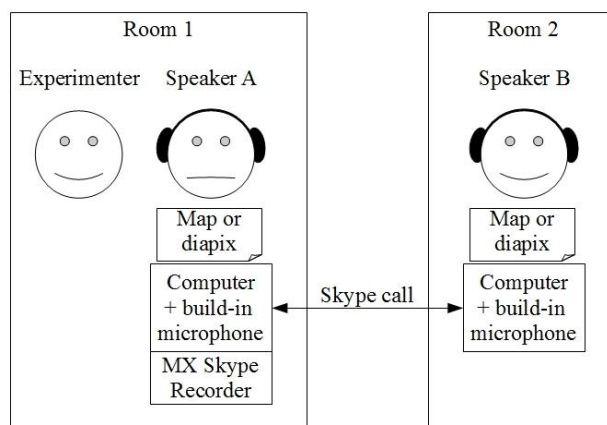 Room 1
Room 2
Experimenter
Speaker A
Speaker B
Map or
diapix
Map or
diapix
Computer
+ build-in
microphone
Skype call
Computer
+ build-in
microphone
MX Skype
Recorder